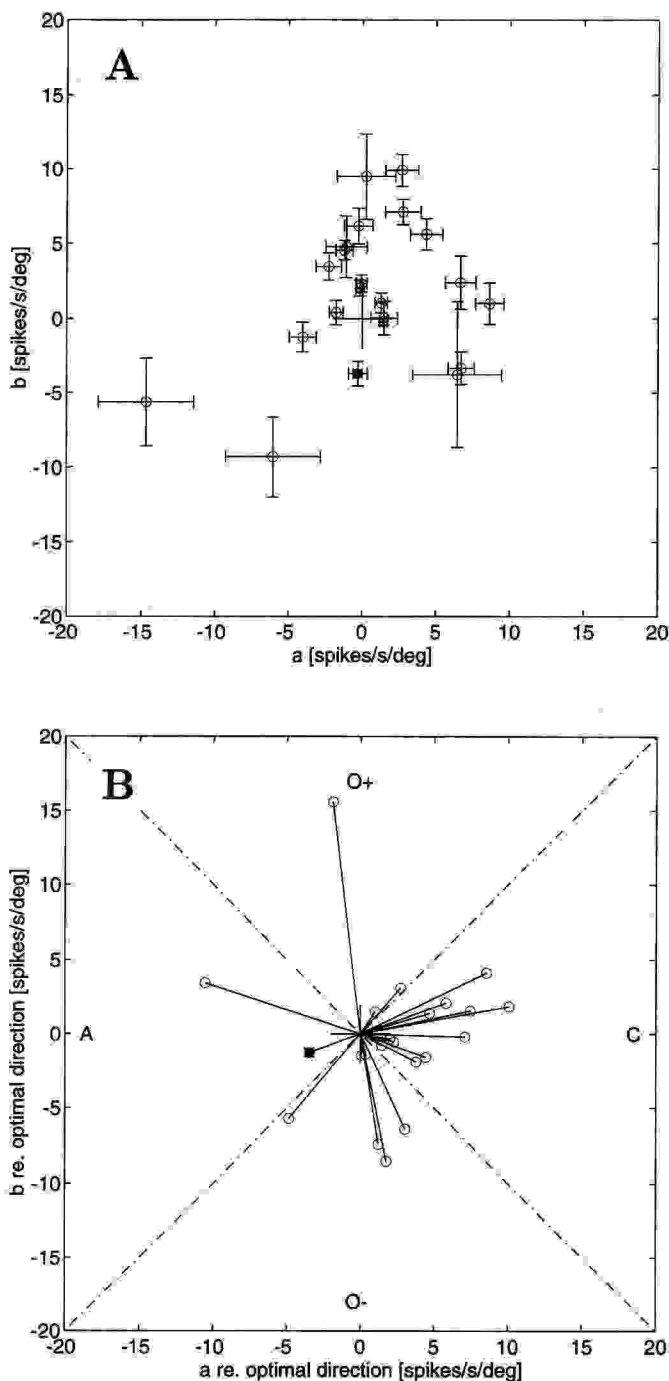 A
20
15
10
5
0
-5
-10
-15
-20
b [spikes/s/deg]
-20 -15 -10 -5 0 5 10 15 20
a [spikes/s/deg]
B
O+
A
C
O-
20
15
10
5
0
-5
-10
-15
-20
b re. optimal direction [spikes/s/deg]
-20 -15 -10 -5 0 5 10 15 20
a re. optimal direction [spikes/s/deg]